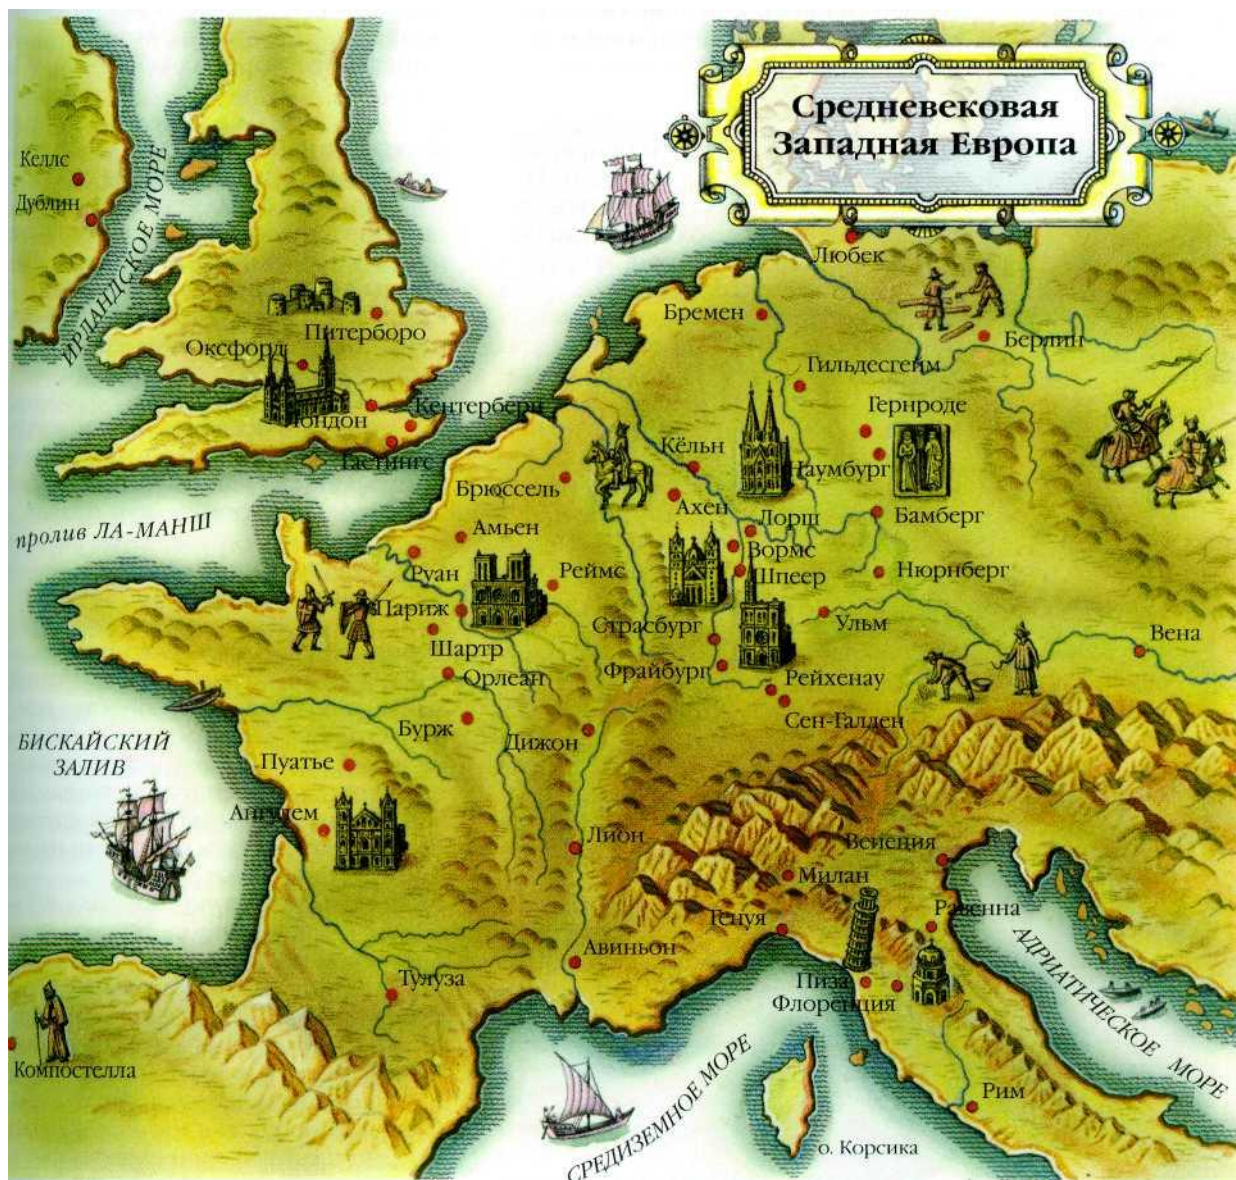 Средневековая
Западная Европа
Келлс
Дублин
ИРЛАНДСКОЕ МОРЕ
Любек
Бремен
Питерборо
Берлин
Оксфорд
Гильдесгейм
Кентербери
Лондон
Гернроде
Гастингс
Кёльн
Наумбург
Брюссель
Ахен
Лорш
Бамберг
пролив ЛА-МАНШ
Амьен
Вормс
Руан
Реймс
Шпеер
Нюрнберг
Париж
Страсбург
Ульм
Вена
Шартр
Фрайбург
Орлеан
Рейхенау
Бурж
Сен-Галлен
Дижон
БИСКАЙСКИЙ
ЗАЛИВ
Пуатье
Ангулем
Лион
Венеция
Милан
Генуя
Равенна
Авиньон
АДРИАТИЧЕСКОЕ МОРЕ
Тулуза
Пиза
Флоренция
Компостелла
СРЕДИЗЕМНОЕ МОРЕ
Рим
о. Корсика